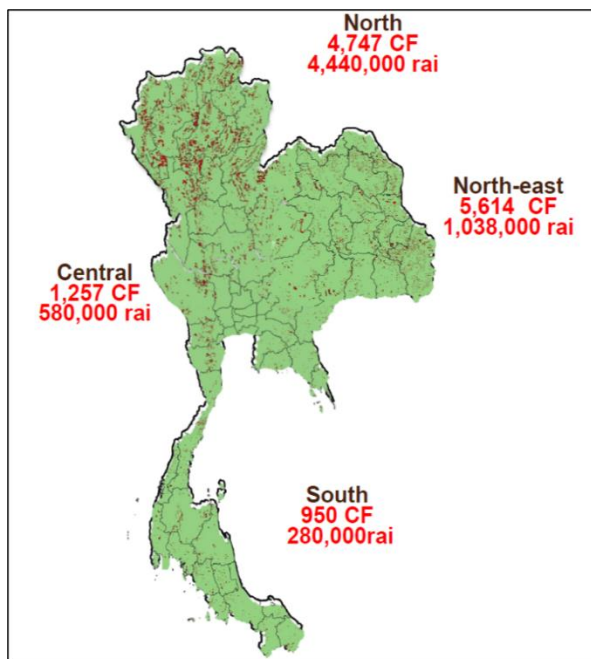 North
4,747 CF
4,440,000 rai
North-east
5,614 CF
1,038,000 rai
Central
1,257 CF
580,000 rai
South
950 CF
280,000rai